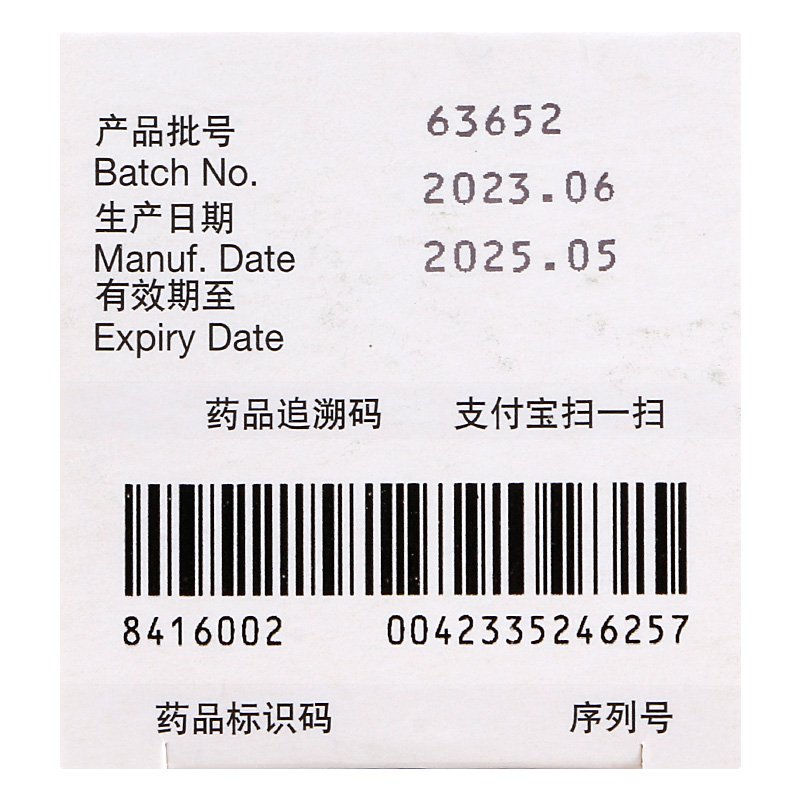 产品批号 63652
Batch No.
2023.06
生产日期
Manuf. Date 2025.05
有效期至
Expiry Date
药品追溯码 支付宝扫一扫
8416002 0042335246257
药品标识码 序列号